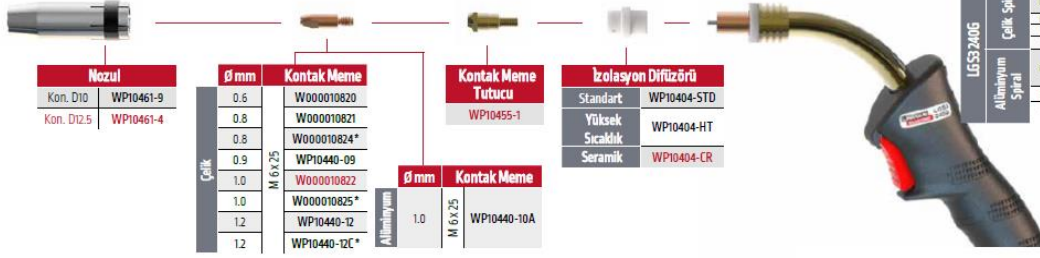 Nozul
Kon. D10 WP10461-9
Kon. D12.5 WP10461-4
Ø mm Kontak Meme
Çelik
M 6 x 25
0.6 W000010820
0.8 W000010821
0.8 W000010824*
0.9 WP10440-09
1.0 W000010822
1.0 W000010825*
1.2 WP10440-12
1.2 WP10440-12C*
Ø mm Kontak Meme
Alüminyum
1.0 M 6 x 25 WP10440-10A
Kontak Meme
Tutucu
WP10455-1
İzolasyon Difüzörü
Standart WP10404-STD
Yüksek
Sıcaklık WP10404-HT
Seramik WP10404-CR
LGS3240G
Çelik Spi
Alüminyum
Spiral